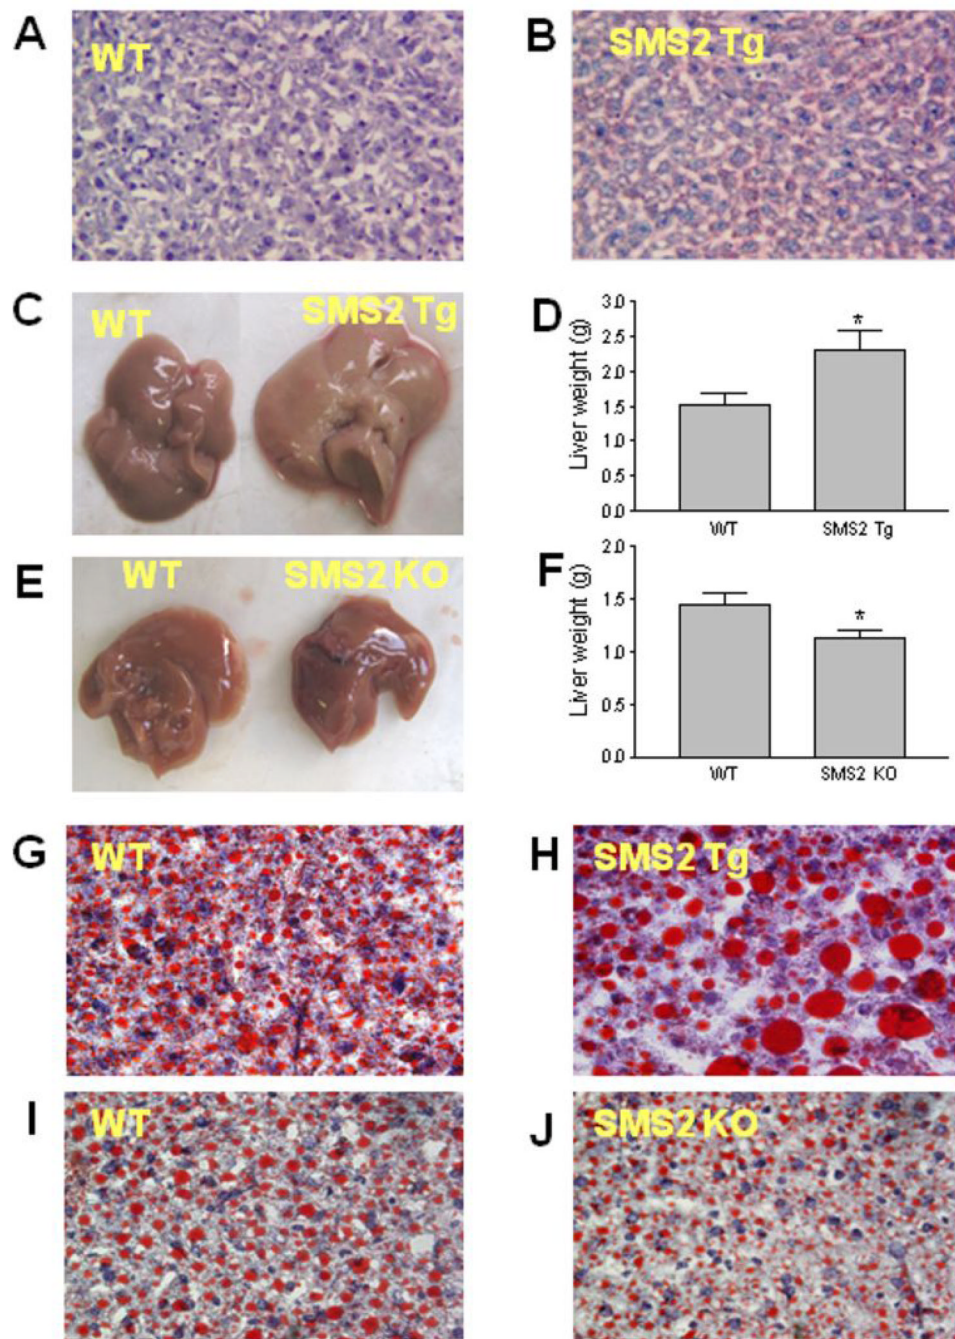 A
WT
B
SMS2 Tg
C
WT
SMS2 Tg
D
Liver weight (g)
3.0
2.5
2.0
1.5
1.0
0.5
0.0
*
WT
SMS2 Tg
E
WT
SMS2 KO
F
Liver weight (g)
2.0
1.5
1.0
0.5
0.0
*
WT
SMS2 KO
G
WT
H
SMS2 Tg
I
WT
J
SMS2 KO